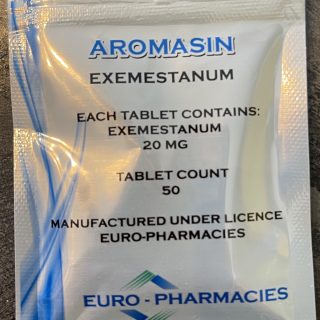 AROMASIN
EXEMESTANUM
EACH TABLET CONTAINS:
EXEMESTANUM
20 MG
TABLET COUNT
50
MANUFACTURED UNDER LICENCE
EURO-PHARMACIES
EURO - PHARMACIES